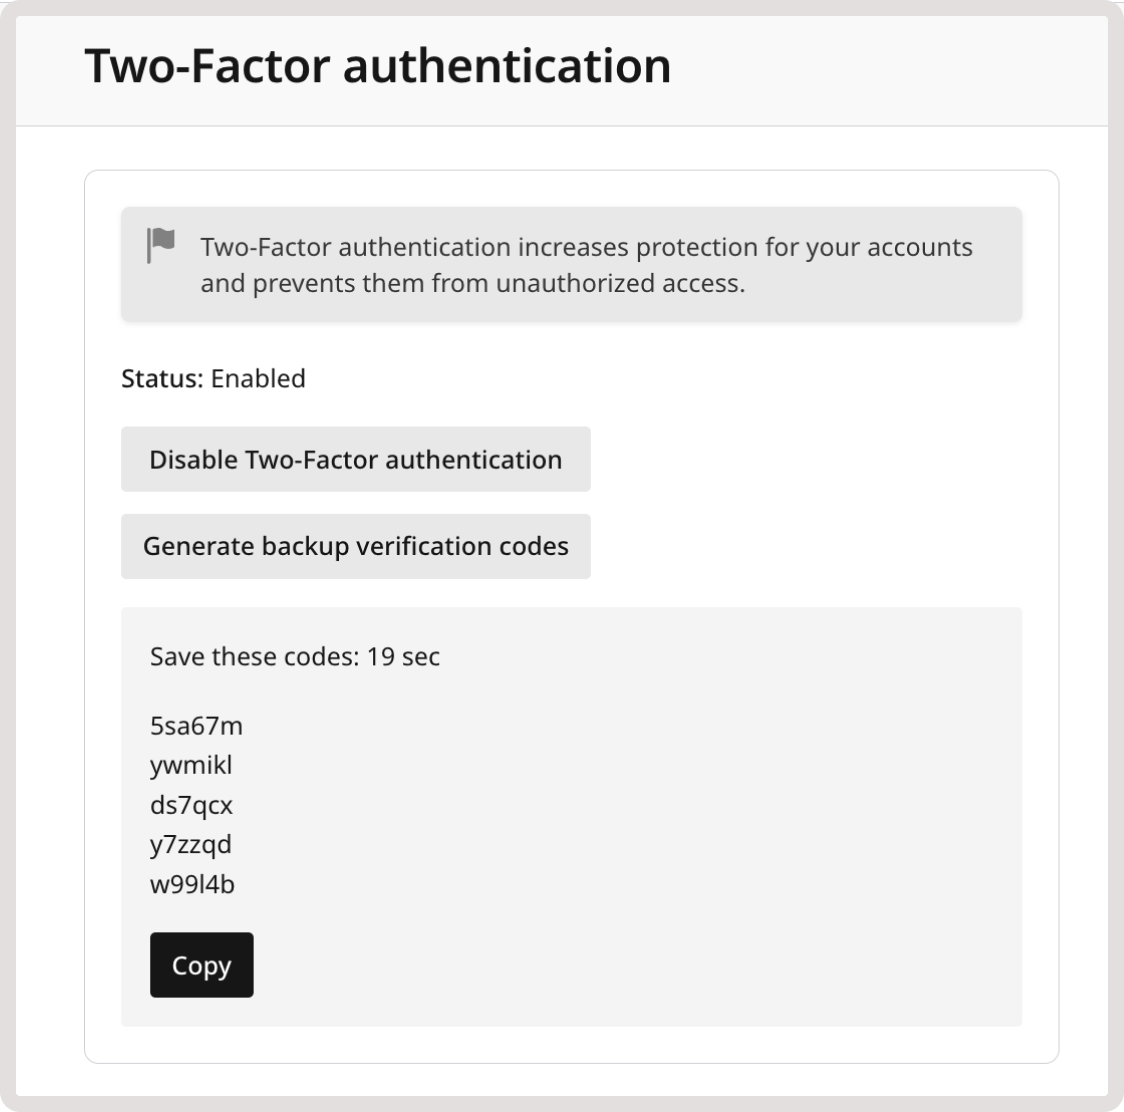 Two-Factor authentication
Two-Factor authentication increases protection for your accounts
and prevents them from unauthorized access.
Status: Enabled
Disable Two-Factor authentication
Generate backup verification codes
Save these codes: 19 sec
5sa67m
ywmikl
ds7qcx
y7zzqd
w99l4b
Copy